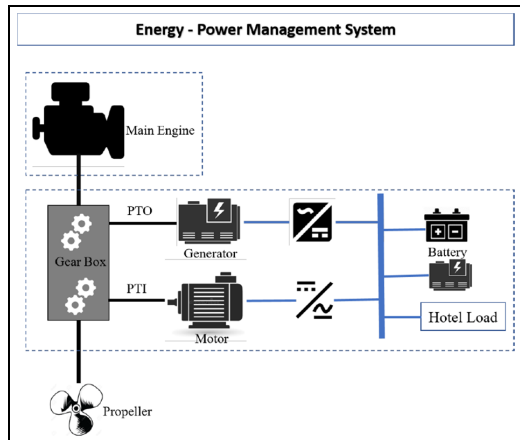 Energy - Power Management System
Main Engine
PTO
Generator
Gear Box
Battery
PTI
Motor
Hotel Load
Propeller